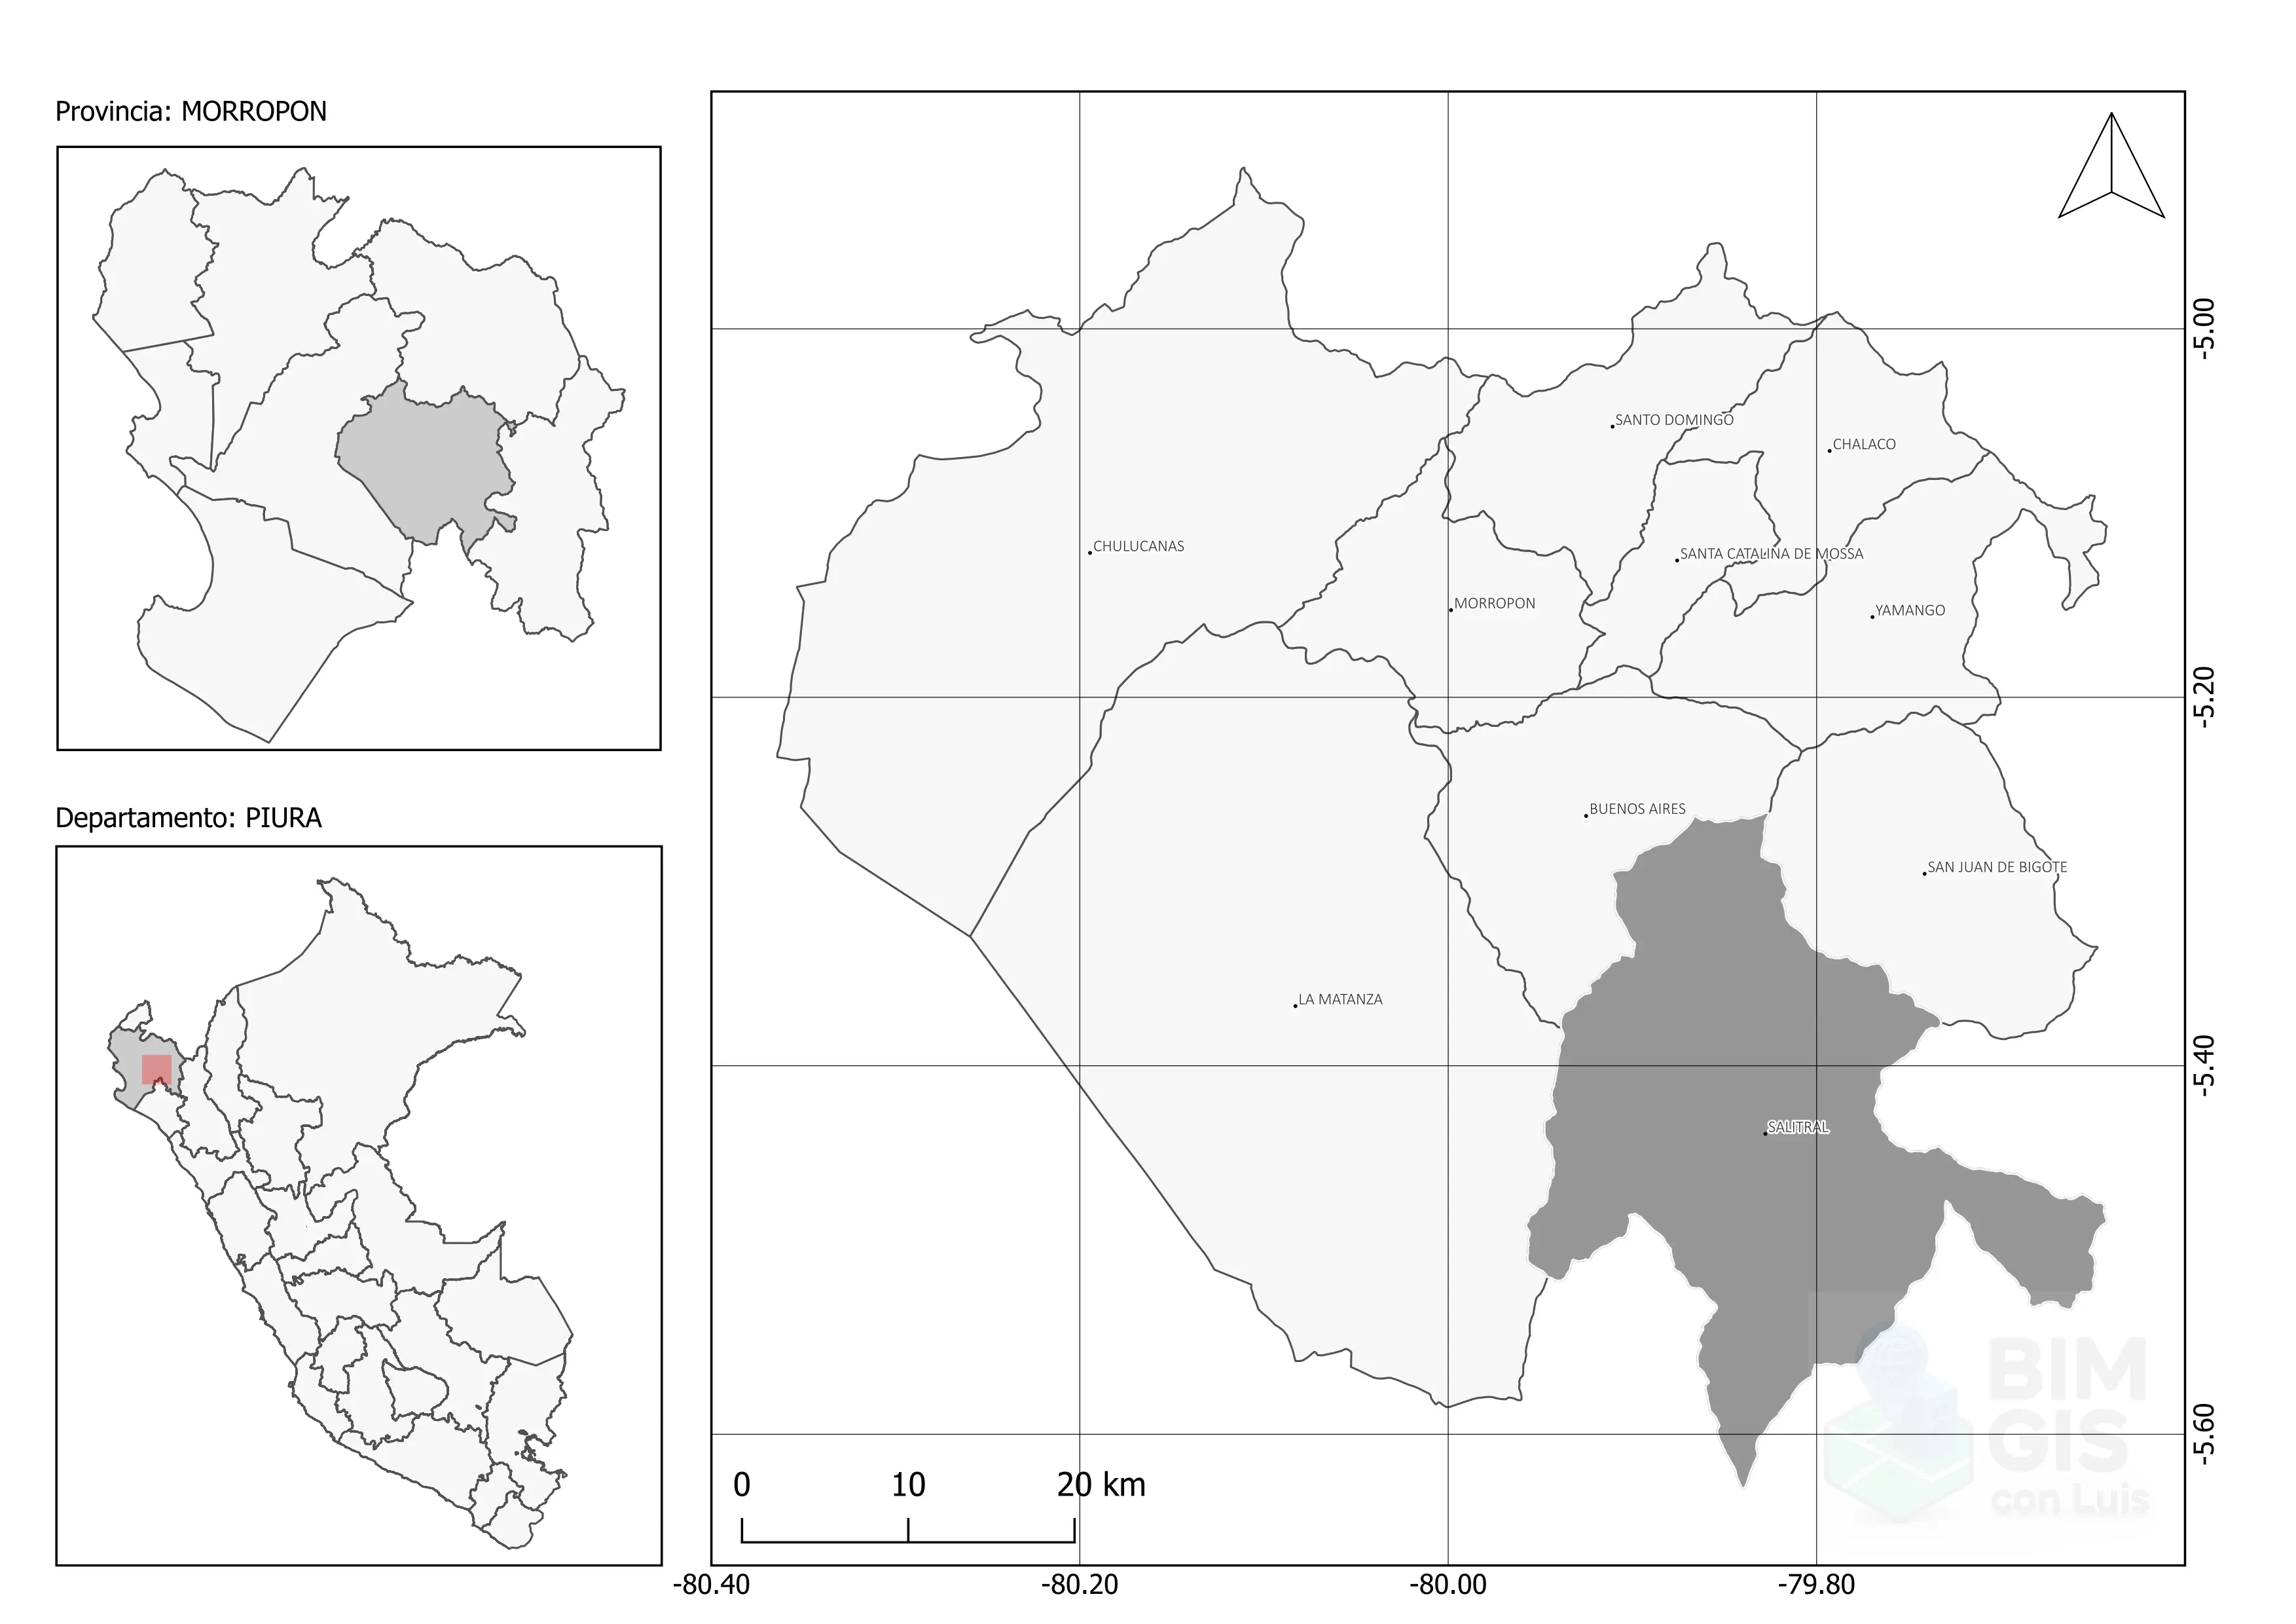 Provincia: MORROPON
Departamento: PIURA
SANTO DOMINGO
CHALACO
CHULUCANAS
SANTA CATALINA DE MOSSA
MORROPON
YAMANGO
BUENOS AIRES
SAN JUAN DE BIGOTE
LA MATANZA
SALITRAL
-5.00
-5.20
-5.40
-5.60
0 10 20 km
-80.40 -80.20 -80.00 -79.80
BIM
GIS
con Luis